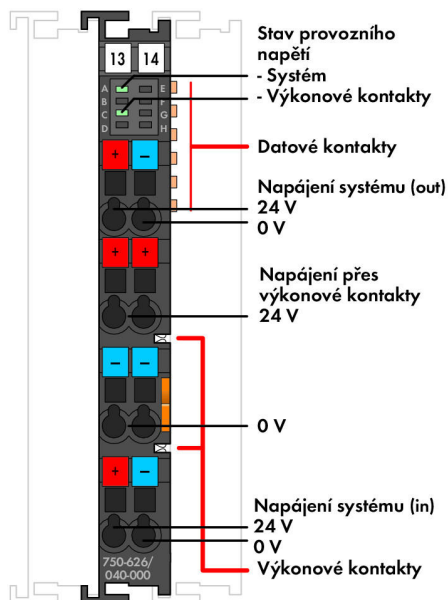 Stav provozního
napětí
- Systém
- Výkonové kontakty
13 14
A E
B F
C G
D H
Datové kontakty
+ –
Napájení systému (out)
24 V
0 V
+ +
Napájení přes
výkonové kontakty
24 V
– –
0 V
+ –
Napájení systému (in)
24 V
0 V
Výkonové kontakty
750-626/
040-000